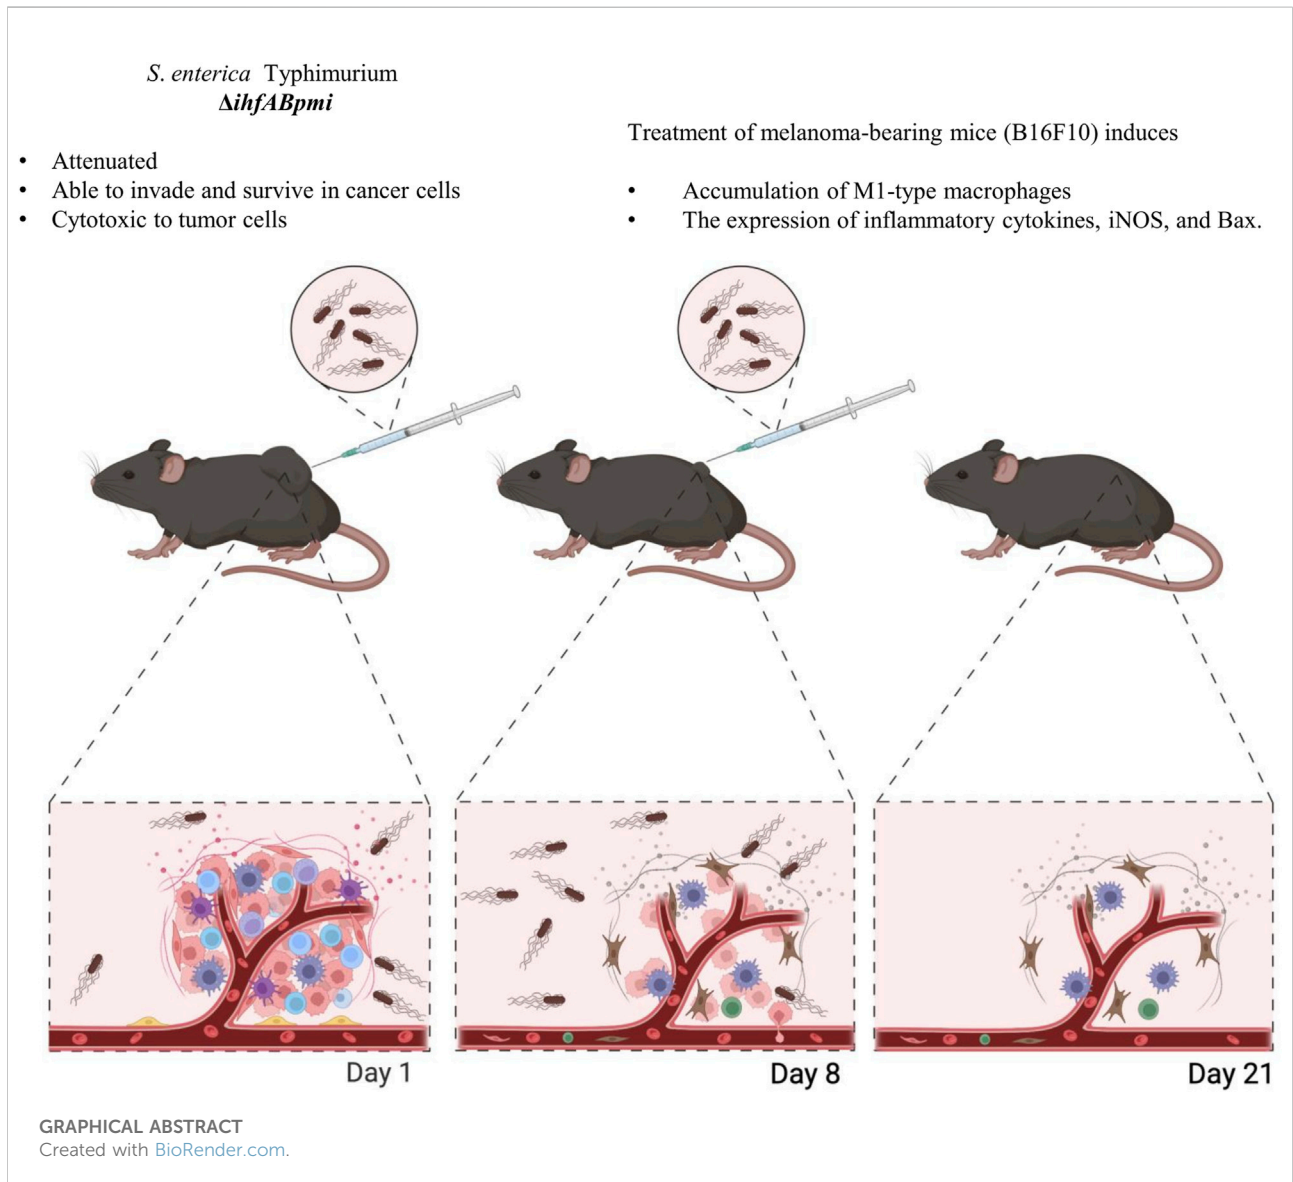 S. enterica Typhimurium
ΔihfABpmi
• Attenuated
• Able to invade and survive in cancer cells
• Cytotoxic to tumor cells
Treatment of melanoma-bearing mice (B16F10) induces
• Accumulation of M1-type macrophages
• The expression of inflammatory cytokines, iNOS, and Bax.
Day 1
Day 8
Day 21
GRAPHICAL ABSTRACT
Created with BioRender.com.